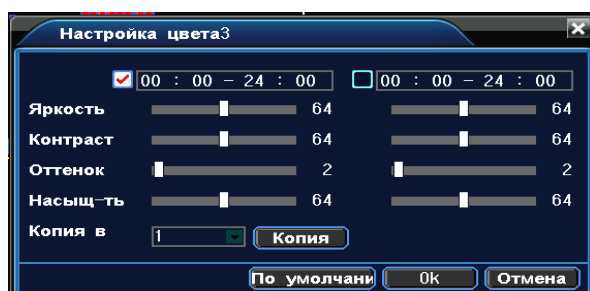 Настройка цвета3
00 : 00 – 24 : 00 00 : 00 – 24 : 00
Яркость 64 64
Контраст 64 64
Оттенок 2 2
Насыщ-ть 64 64
Копия в 1 Копия
По умолчани Ok Отмена